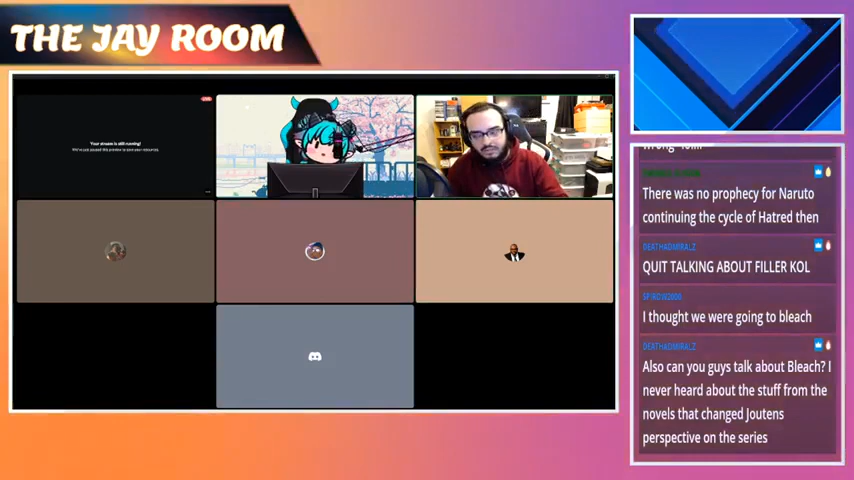 THE JAY ROOM
LIVE
Your stream is still running!
We've just paused this preview to save your resources.
There was no prophecy for Naruto
continuing the cycle of Hatred then
DEATHADMIRALZ
QUIT TALKING ABOUT FILLER KOL
I thought we were going to bleach
DEATHADMIRALZ
Also can you guys talk about Bleach? I
never heard about the stuff from the
novels that changed Joutens
perspective on the series